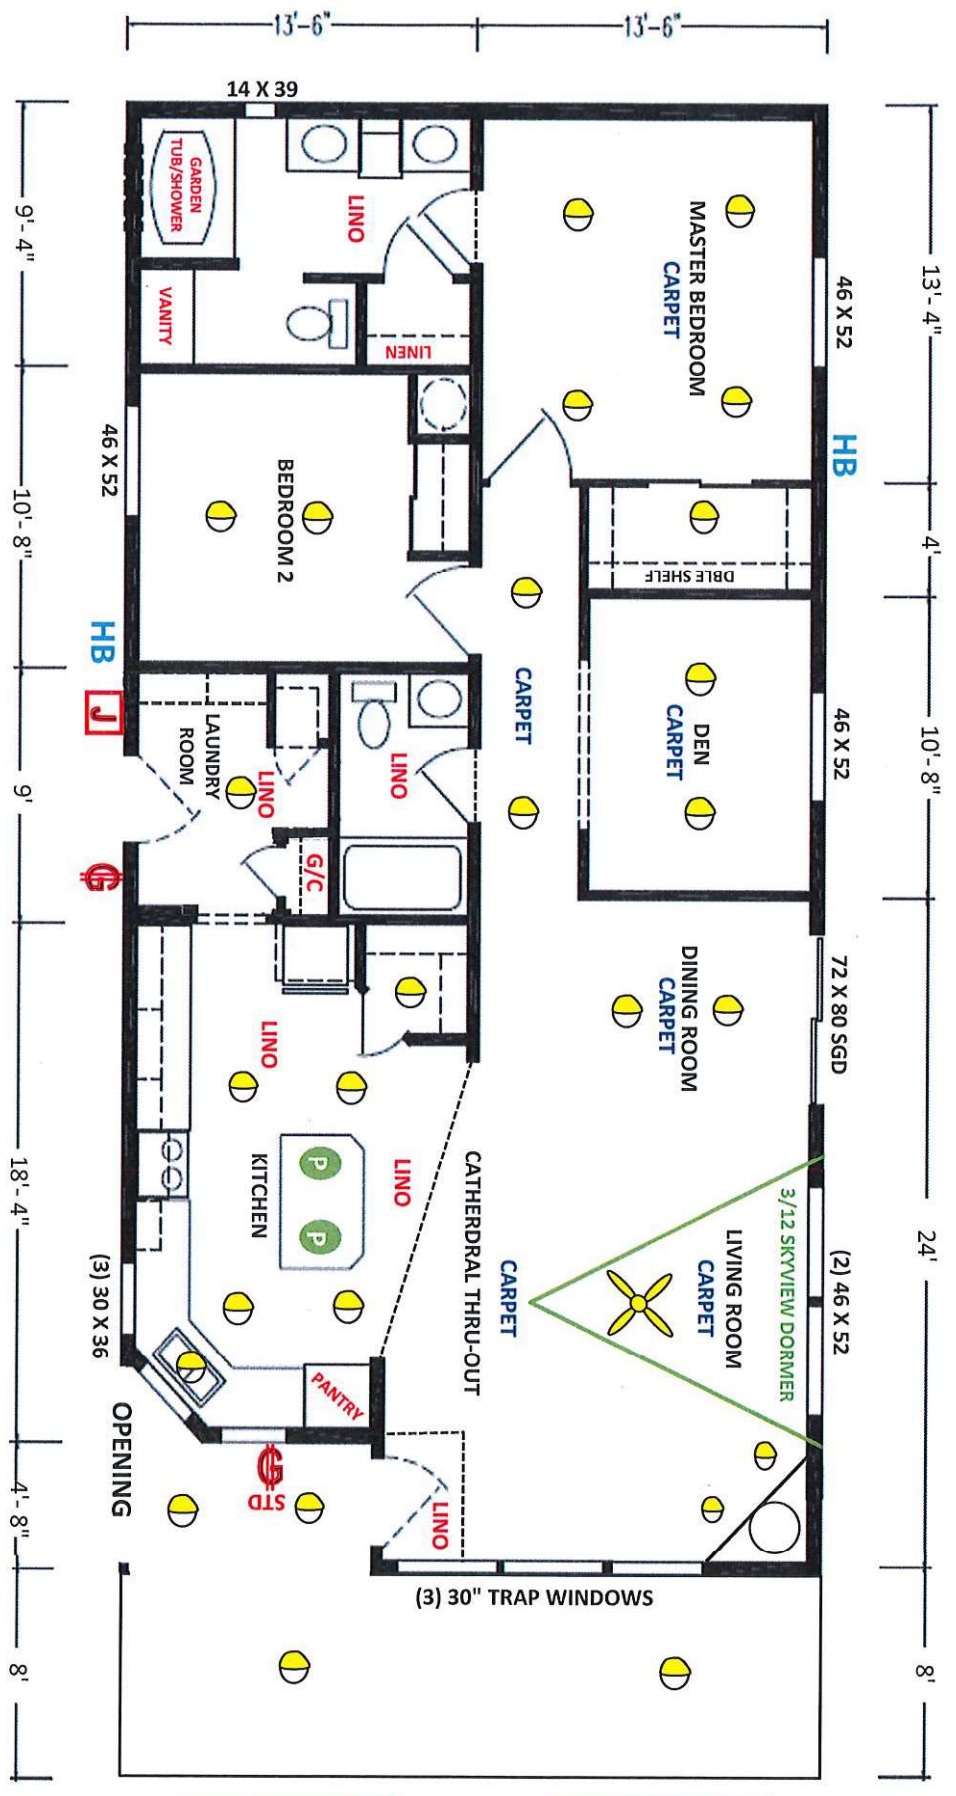 13'-4"
4'
10'-8"
24'
8'
46 X 52
HB
46 X 52
72 X 80 SGD
(2) 46 X 52
13'-6"
13'-6"
MASTER BEDROOM
CARPET
DBLE SHELF
DEN
CARPET
DINING ROOM
CARPET
3/12 SKYVIEW DORMER
LIVING ROOM
CARPET
CARPET
CARPET
CATHERDRAL THRU-OUT
(3) 30" TRAP WINDOWS
14 X 39
GARDEN
TUB/SHOWER
LINO
VANITY
LINEN
BEDROOM 2
LINO
LAUNDRY
ROOM
LINO
G/C
LINO
LINO
P
P
KITCHEN
PANTRY
LINO
G
STD
46 X 52
HB
J
G
(3) 30 X 36
OPENING
9'-4"
10'-8"
9'
18'-4"
4'-8"
8'